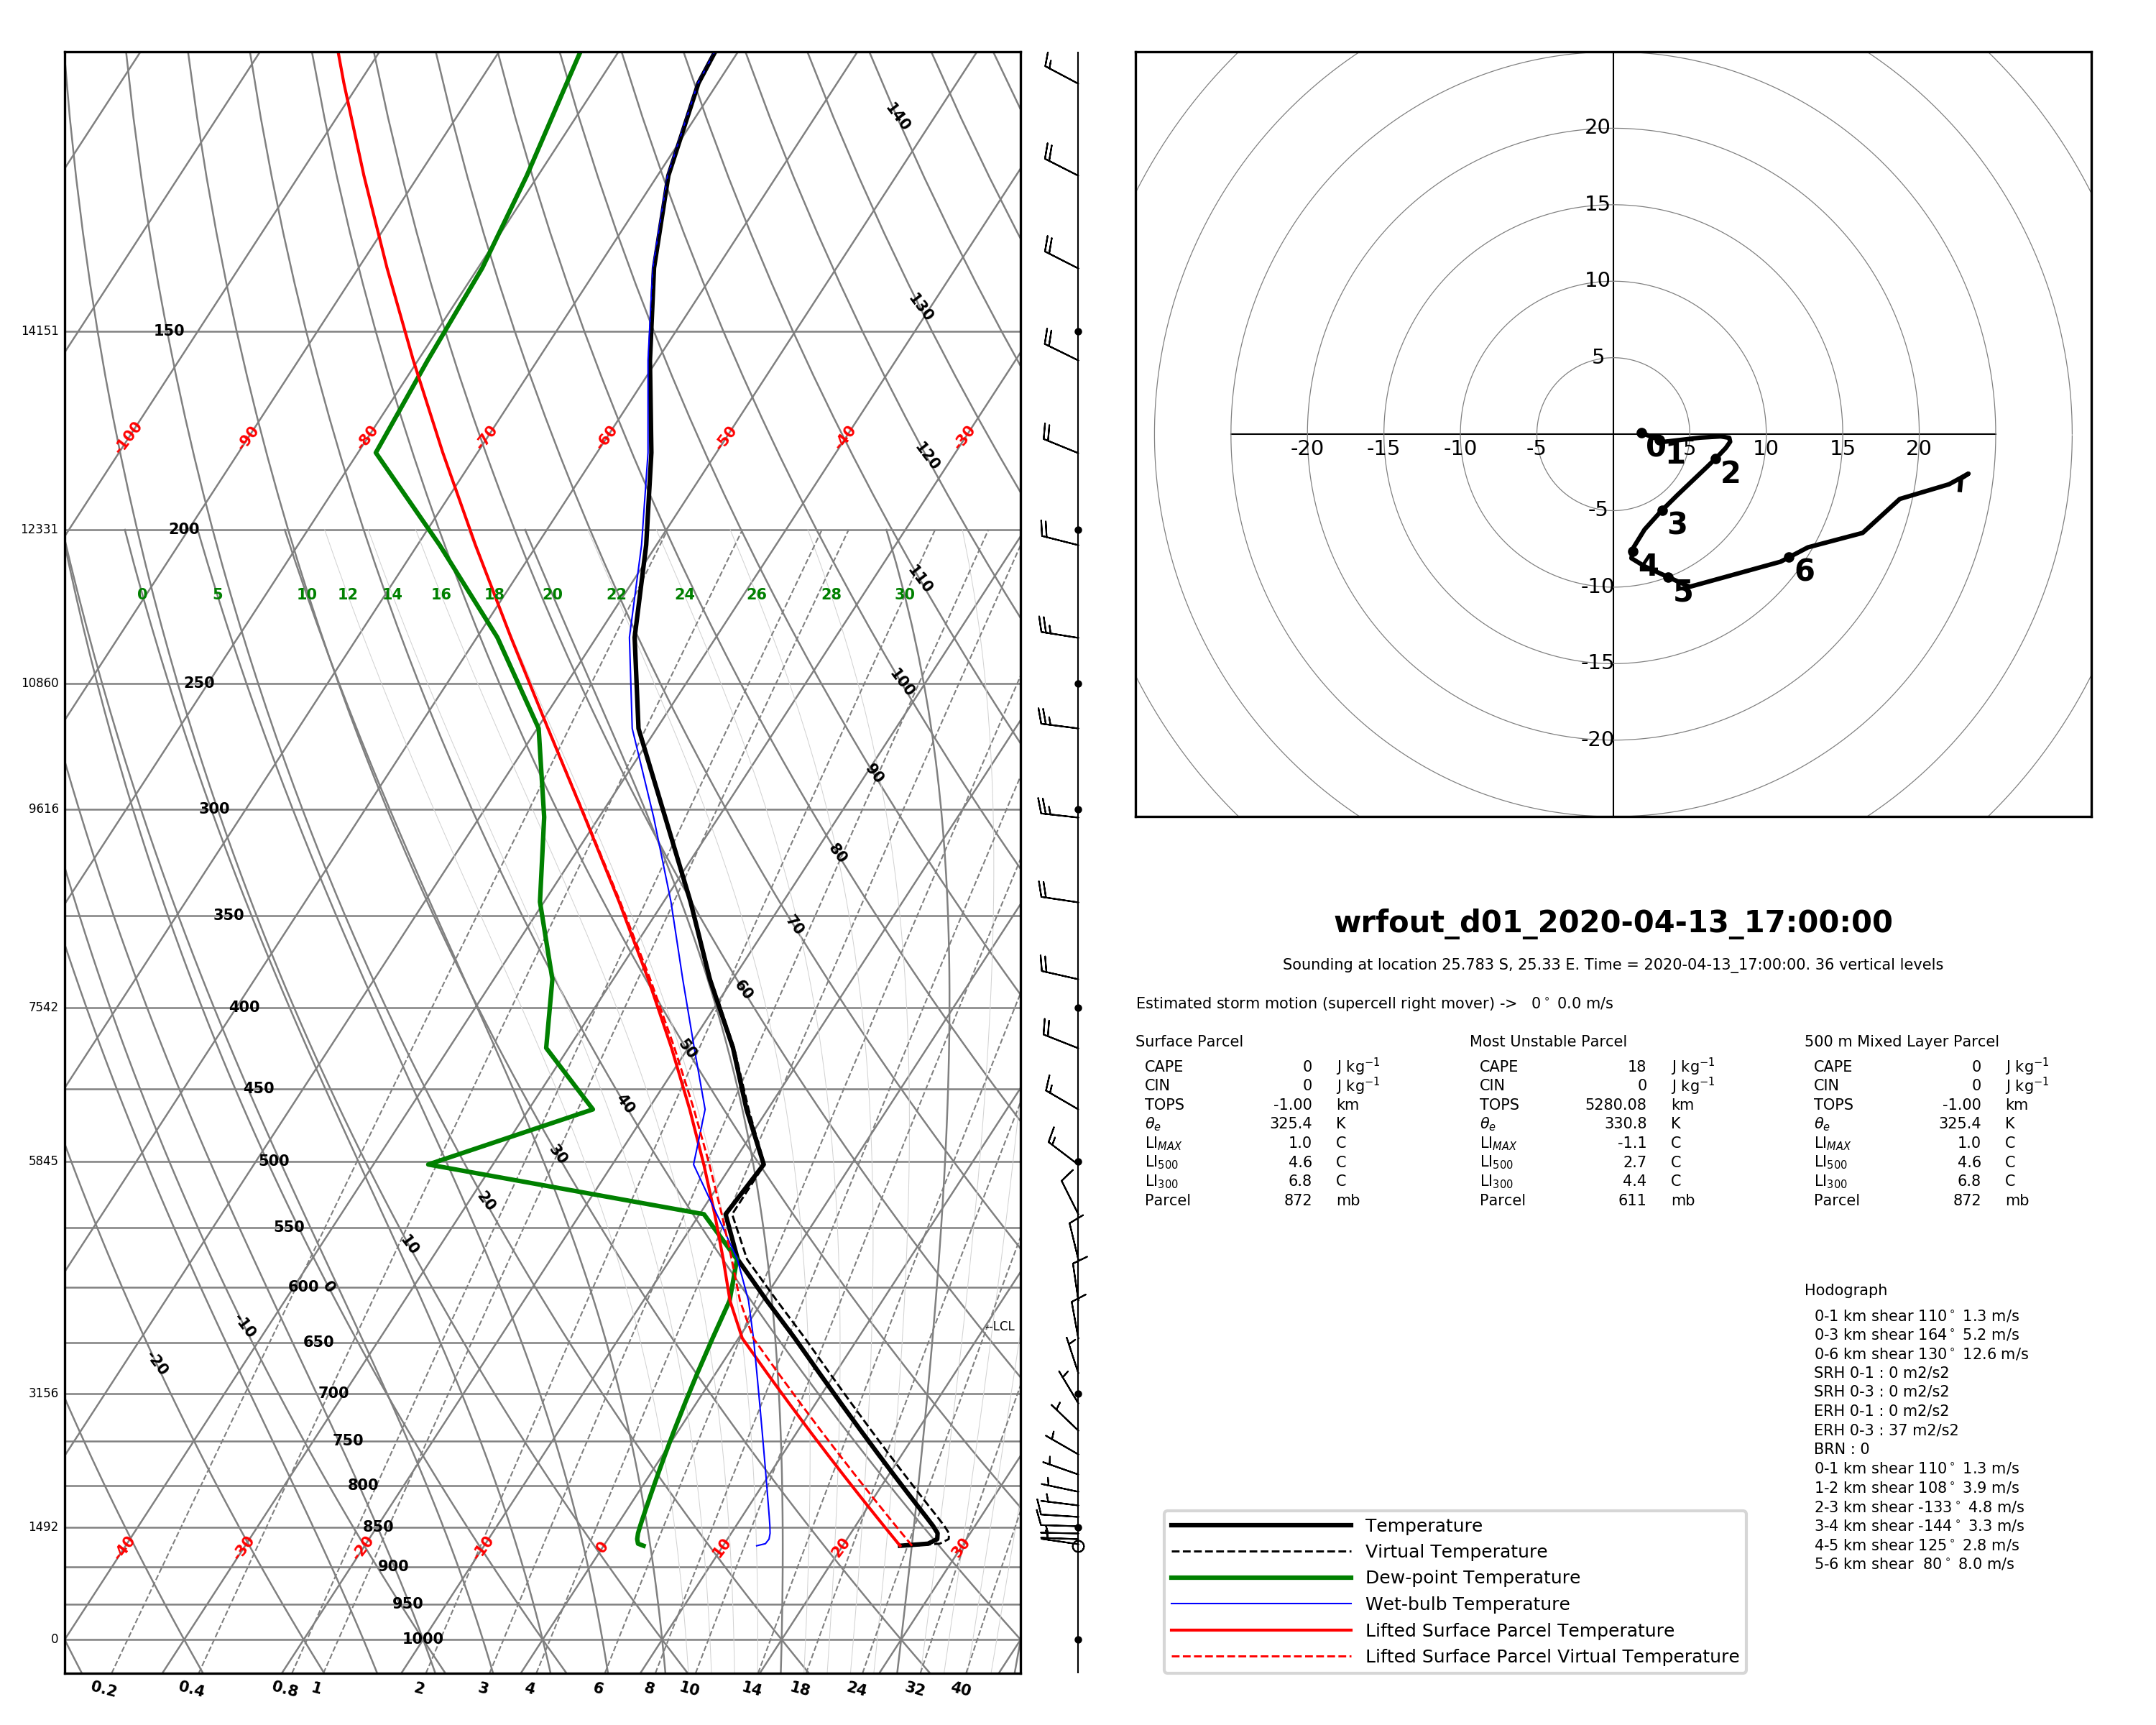 140
130
14151 150
-100 -90 -80 -70 -60 -50 -40 -30
120
12331 200
110
0 5 10 12 14 16 18 20 22 24 26 28 30
100
10860 250
90
9616 300
80
350
70
60
7542 400
50
450
40
5845 500
30
20
550
10
600 0
-10
←LCL
650
-20
3156 700
750
800
1492 850
-40 -30 -20 -10 0 10 20 30
900
950
0 1000
0.2 0.4 0.8 1 2 3 4 6 8 10 14 18 24 32 40
20
15
10
5
-20 -15 -10 -5 5 10 15 20
0 1 2
-5
3
4
-10
5
6
-15
-20
wrfout_d01_2020-04-13_17:00:00
Sounding at location 25.783 S, 25.33 E. Time = 2020-04-13_17:00:00. 36 vertical levels
Estimated storm motion (supercell right mover) -> 0° 0.0 m/s
Surface Parcel
CAPE 0 J kg⁻¹
CIN 0 J kg⁻¹
TOPS -1.00 km
θₑ 325.4 K
LI_MAX 1.0 C
LI₅₀₀ 4.6 C
LI₃₀₀ 6.8 C
Parcel 872 mb
Most Unstable Parcel
CAPE 18 J kg⁻¹
CIN 0 J kg⁻¹
TOPS 5280.08 km
θₑ 330.8 K
LI_MAX -1.1 C
LI₅₀₀ 2.7 C
LI₃₀₀ 4.4 C
Parcel 611 mb
500 m Mixed Layer Parcel
CAPE 0 J kg⁻¹
CIN 0 J kg⁻¹
TOPS -1.00 km
θₑ 325.4 K
LI_MAX 1.0 C
LI₅₀₀ 4.6 C
LI₃₀₀ 6.8 C
Parcel 872 mb
Hodograph
0-1 km shear 110° 1.3 m/s
0-3 km shear 164° 5.2 m/s
0-6 km shear 130° 12.6 m/s
SRH 0-1 : 0 m2/s2
SRH 0-3 : 0 m2/s2
ERH 0-1 : 0 m2/s2
ERH 0-3 : 37 m2/s2
BRN : 0
0-1 km shear 110° 1.3 m/s
1-2 km shear 108° 3.9 m/s
2-3 km shear -133° 4.8 m/s
3-4 km shear -144° 3.3 m/s
4-5 km shear 125° 2.8 m/s
5-6 km shear 80° 8.0 m/s
Temperature
Virtual Temperature
Dew-point Temperature
Wet-bulb Temperature
Lifted Surface Parcel Temperature
Lifted Surface Parcel Virtual Temperature